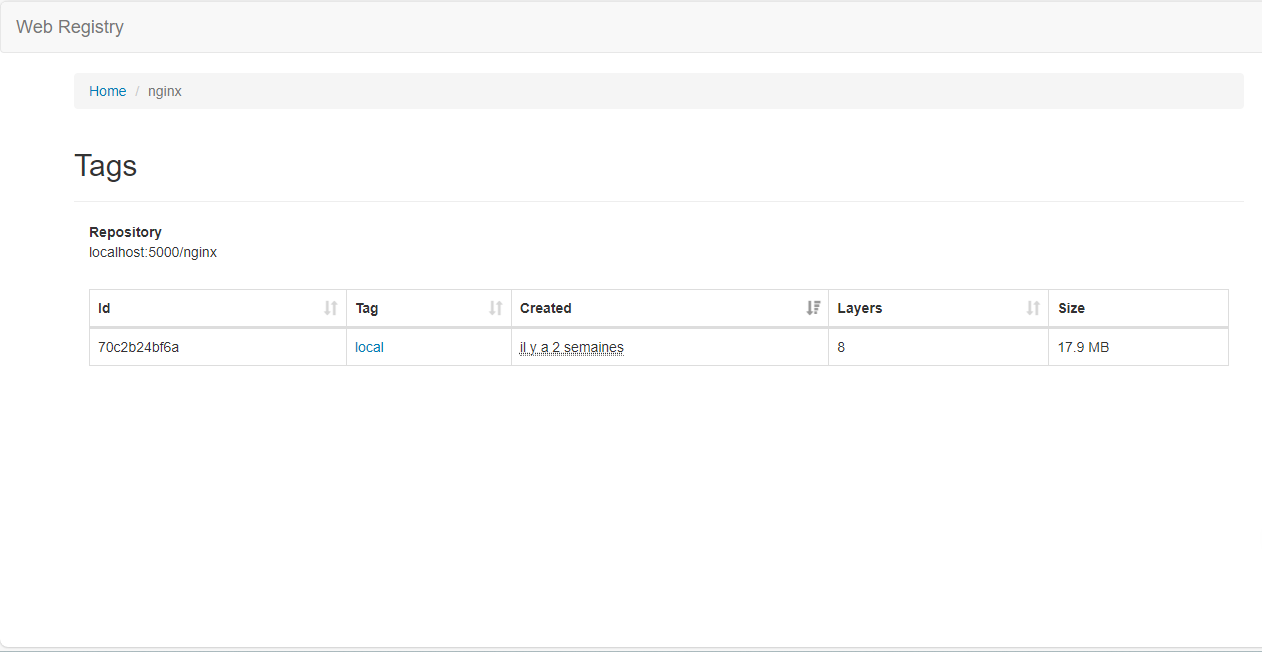 Web Registry
Home / nginx
Tags
Repository
localhost:5000/nginx
Id Tag Created Layers Size
70c2b24bf6a local il y a 2 semaines 8 17.9 MB